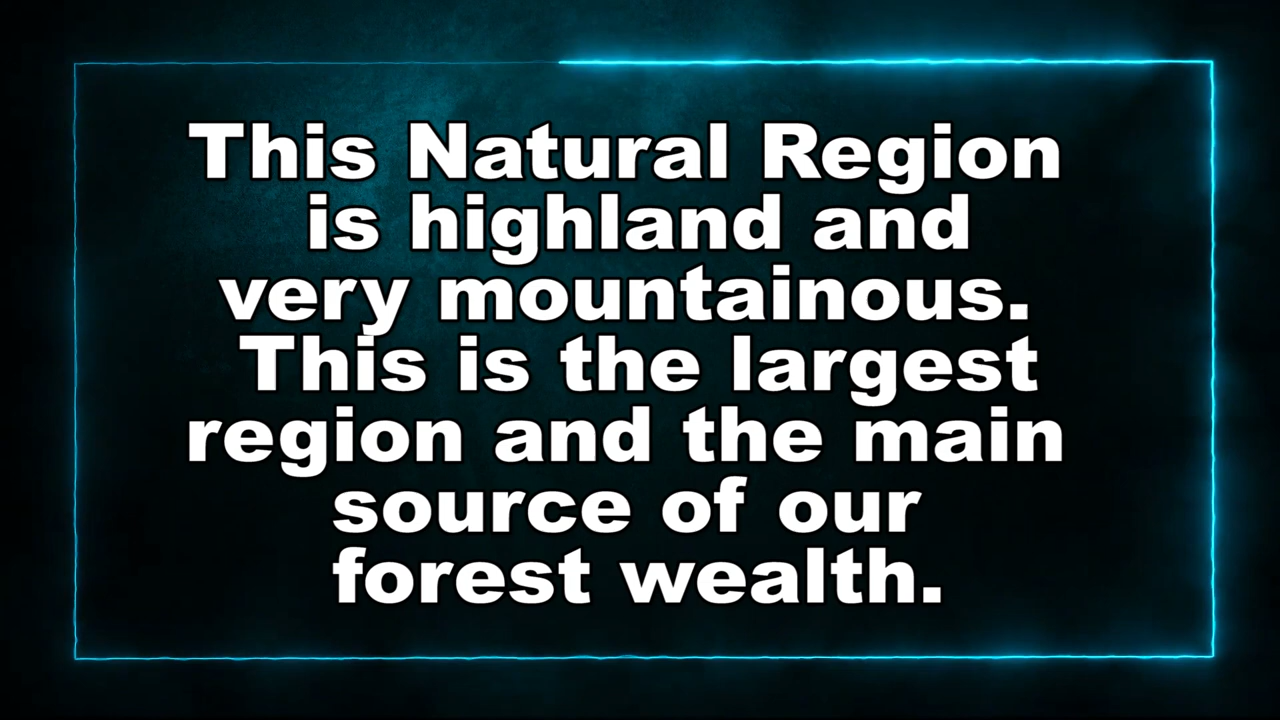 This Natural Region
is highland and
very mountainous.
This is the largest
region and the main
source of our
forest wealth.